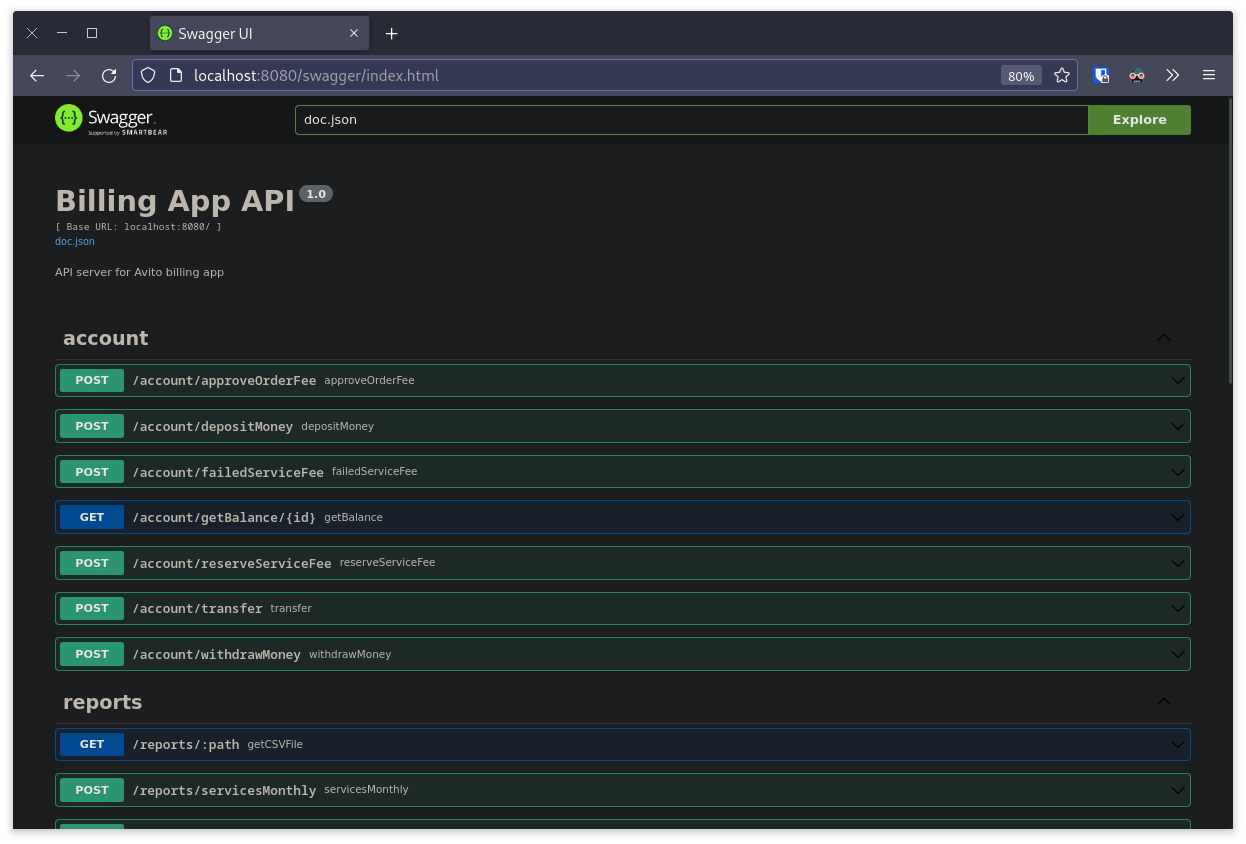 Swagger UI
localhost:8080/swagger/index.html 80%
Swagger.
Supported by SMARTBEAR
doc.json Explore
Billing App API 1.0
[ Base URL: localhost:8080/ ]
doc.json
API server for Avito billing app
account
POST /account/approveOrderFee approveOrderFee
POST /account/depositMoney depositMoney
POST /account/failedServiceFee failedServiceFee
GET /account/getBalance/{id} getBalance
POST /account/reserveServiceFee reserveServiceFee
POST /account/transfer transfer
POST /account/withdrawMoney withdrawMoney
reports
GET /reports/:path getCSVFile
POST /reports/servicesMonthly servicesMonthly